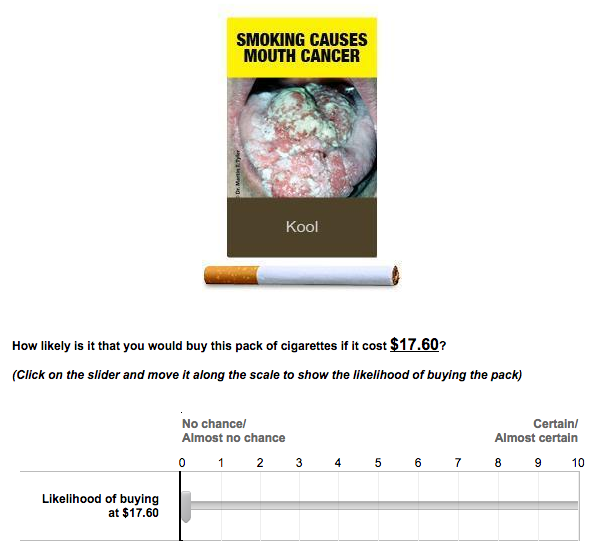 SMOKING CAUSES
MOUTH CANCER
Dr. Martin T. Tyler
Kool
How likely is it that you would buy this pack of cigarettes if it cost $17.60?
(Click on the slider and move it along the scale to show the likelihood of buying the pack)
No chance/ Certain/
Almost no chance Almost certain
0 1 2 3 4 5 6 7 8 9 10
Likelihood of buying
at $17.60